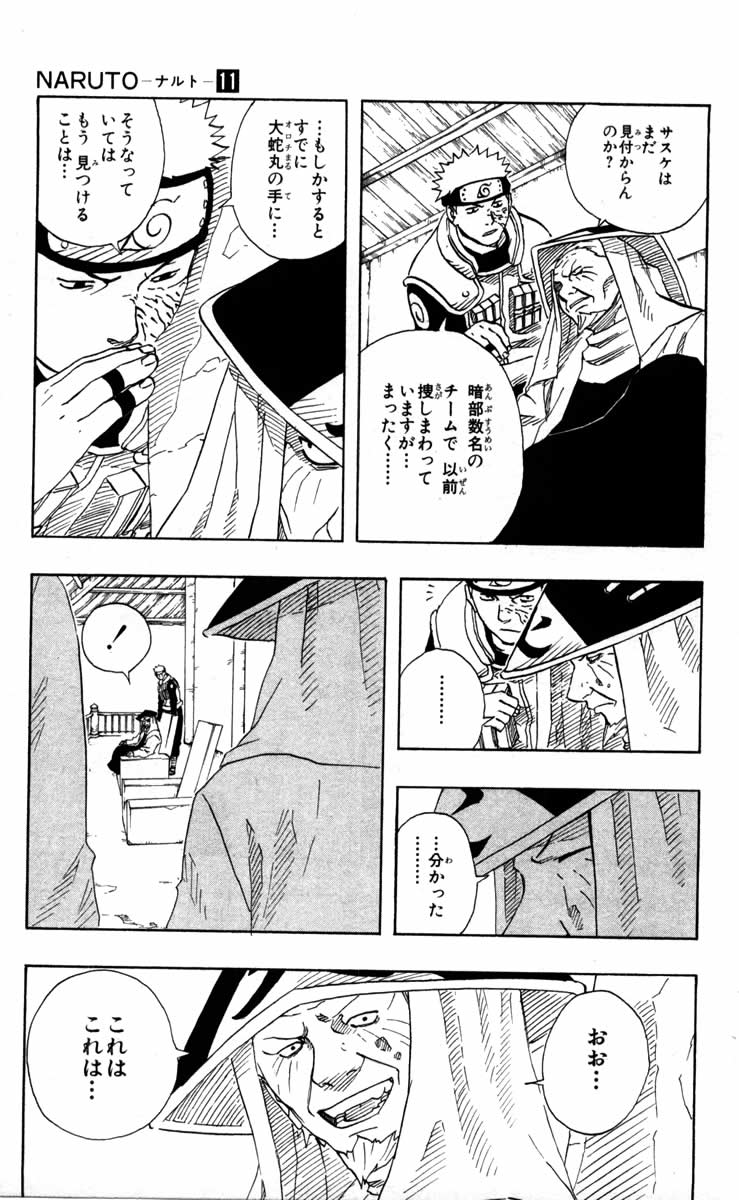 NARUTO―ナルト―11
サスケは
まだ
見付からん
のか?
暗部数名の
チームで 以前
捜しまわって
いますが…
まったく………
…もしかすると
すでに
大蛇丸の手に…
そうなって
いては
もう 見つける
ことは…
………
…分かった
………
!
おお…
これは
これは…